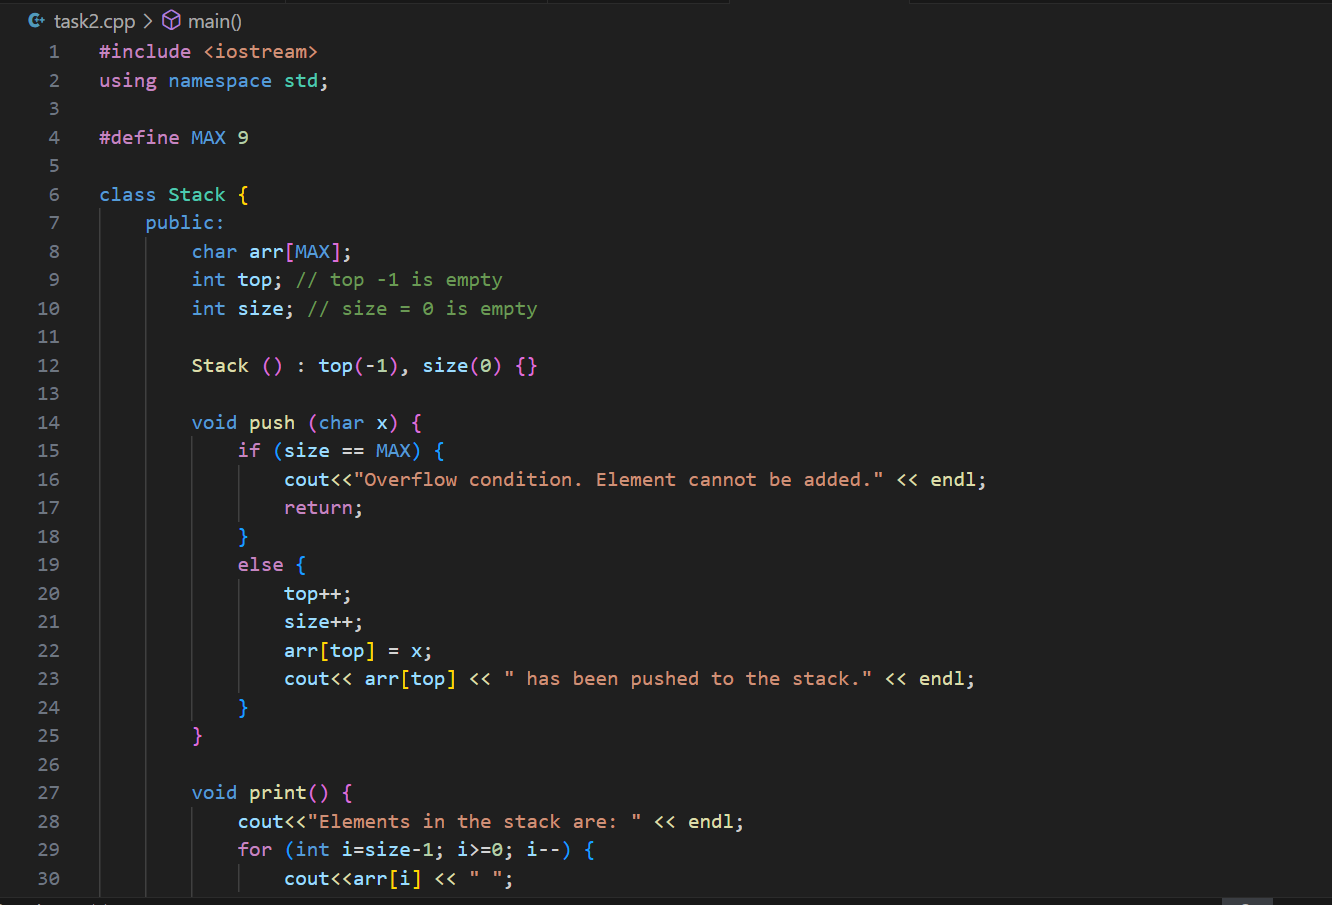 task2.cpp > main()
1 #include <iostream>
2 using namespace std;
3
4 #define MAX 9
5
6 class Stack {
7     public:
8         char arr[MAX];
9         int top; // top -1 is empty
10         int size; // size = 0 is empty
11
12         Stack () : top(-1), size(0) {}
13
14         void push (char x) {
15             if (size == MAX) {
16                 cout<<"Overflow condition. Element cannot be added." << endl;
17                 return;
18             }
19             else {
20                 top++;
21                 size++;
22                 arr[top] = x;
23                 cout<< arr[top] << " has been pushed to the stack." << endl;
24             }
25         }
26
27         void print() {
28             cout<<"Elements in the stack are: " << endl;
29             for (int i=size-1; i>=0; i--) {
30                 cout<<arr[i] << " ";